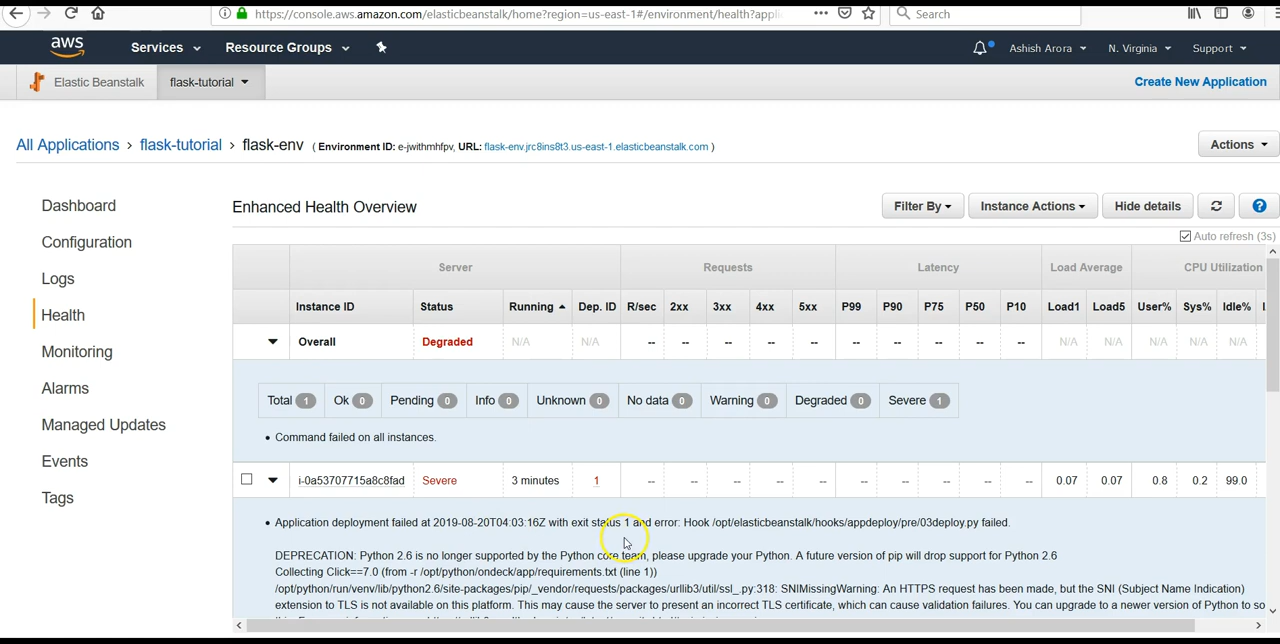 https://console.aws.amazon.com/elasticbeanstalk/home?region=us-east-1#/environment/health?appli
Search
aws
Services
Resource Groups
Ashish Arora
N. Virginia
Support
Elastic Beanstalk
flask-tutorial
Create New Application
All Applications > flask-tutorial > flask-env ( Environment ID: e-jwithmhfpv, URL: flask-env.jrc8ins8t3.us-east-1.elasticbeanstalk.com )
Actions
Dashboard
Configuration
Logs
Health
Monitoring
Alarms
Managed Updates
Events
Tags
Enhanced Health Overview
Filter By
Instance Actions
Hide details
?
Auto refresh (3s)
Server Requests Latency Load Average CPU Utilization
Instance ID Status Running Dep. ID R/sec 2xx 3xx 4xx 5xx P99 P90 P75 P50 P10 Load1 Load5 User% Sys% Idle%
Overall Degraded N/A N/A -- -- -- -- -- -- -- -- -- -- N/A N/A N/A N/A N/A
Total 1 Ok 0 Pending 0 Info 0 Unknown 0 No data 0 Warning 0 Degraded 0 Severe 1
• Command failed on all instances.
i-0a53707715a8c8fad Severe 3 minutes 1 -- -- -- -- -- -- -- -- -- -- 0.07 0.07 0.8 0.2 99.0
• Application deployment failed at 2019-08-20T04:03:16Z with exit status 1 and error: Hook /opt/elasticbeanstalk/hooks/appdeploy/pre/03deploy.py failed.
DEPRECATION: Python 2.6 is no longer supported by the Python core team, please upgrade your Python. A future version of pip will drop support for Python 2.6
Collecting Click==7.0 (from -r /opt/python/ondeck/app/requirements.txt (line 1))
/opt/python/run/venv/lib/python2.6/site-packages/pip/_vendor/requests/packages/urllib3/util/ssl_.py:318: SNIMissingWarning: An HTTPS request has been made, but the SNI (Subject Name Indication)
extension to TLS is not available on this platform. This may cause the server to present an incorrect TLS certificate, which can cause validation failures. You can upgrade to a newer version of Python to so